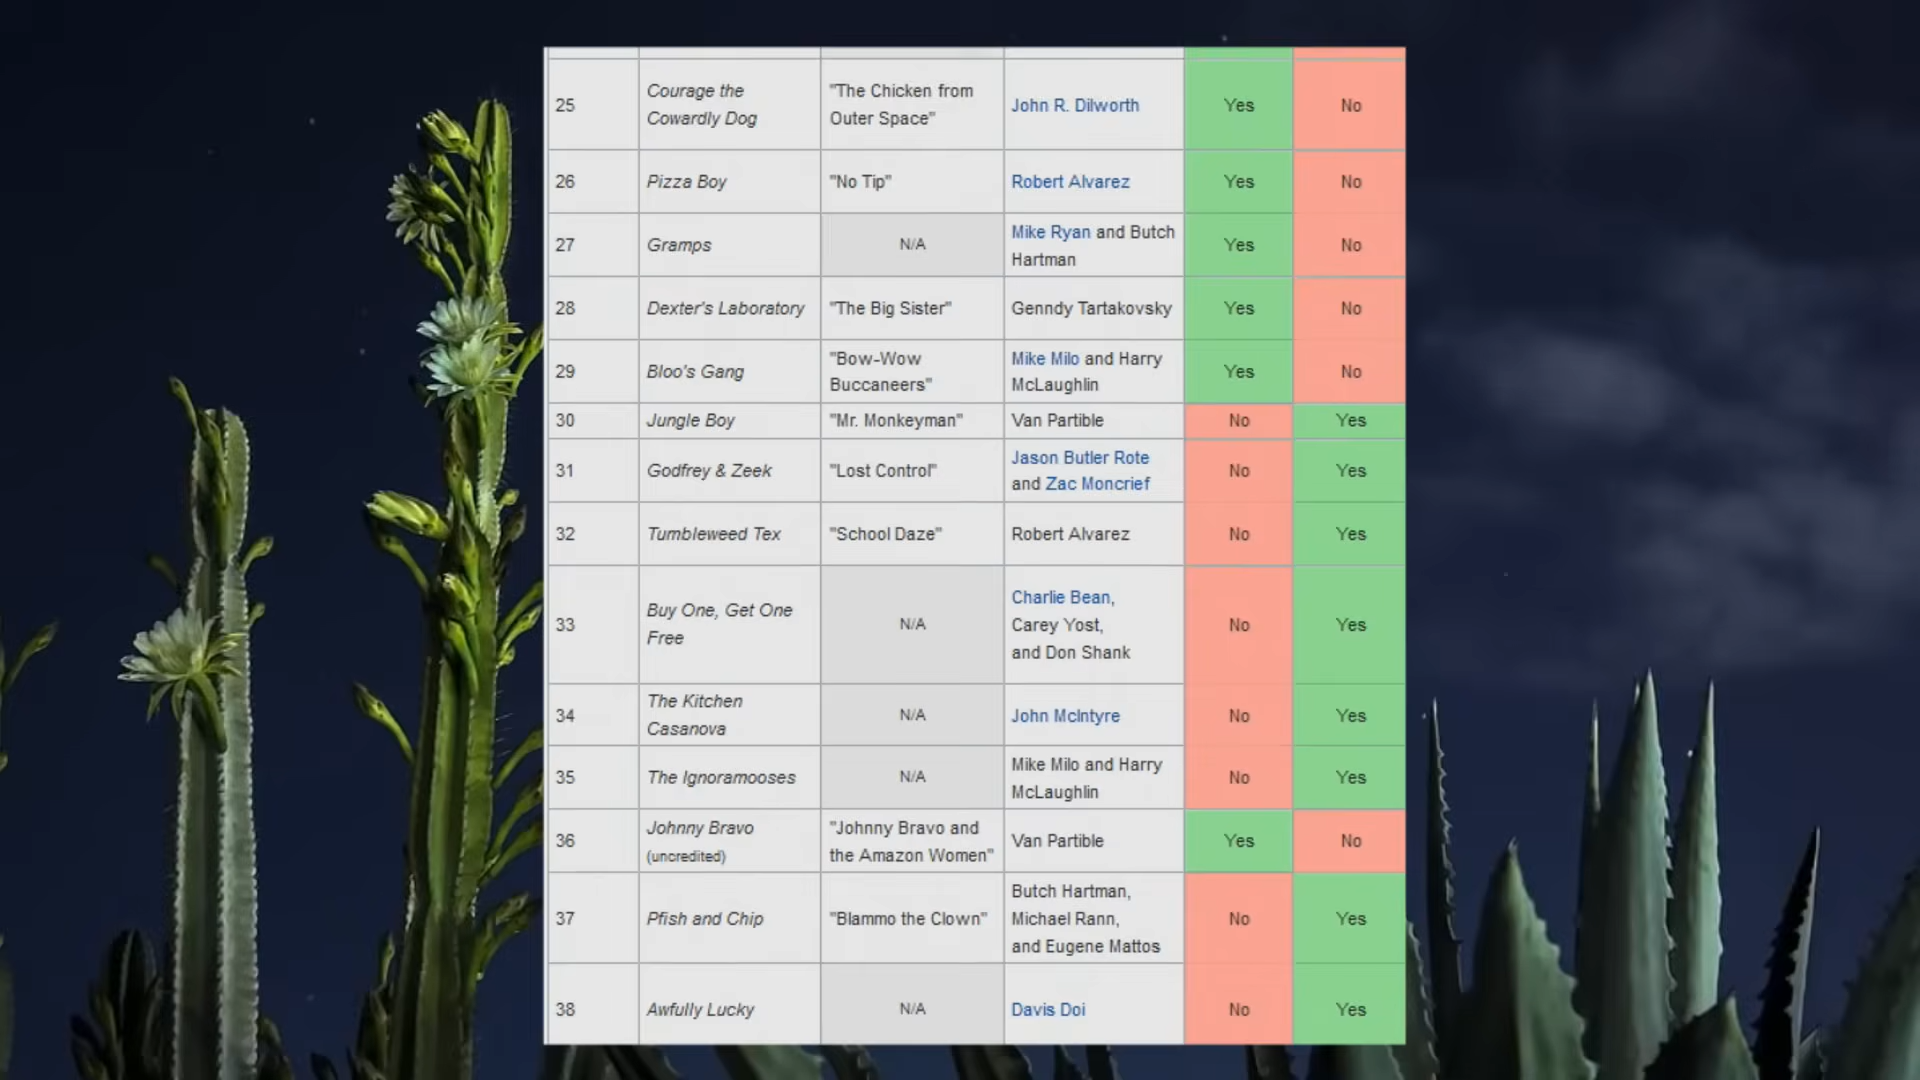 25
Courage the
Cowardly Dog
"The Chicken from
Outer Space"
John R. Dilworth
Yes
No
26
Pizza Boy
"No Tip"
Robert Alvarez
Yes
No
27
Gramps
N/A
Mike Ryan and Butch
Hartman
Yes
No
28
Dexter's Laboratory
"The Big Sister"
Genndy Tartakovsky
Yes
No
29
Bloo's Gang
"Bow-Wow
Buccaneers"
Mike Milo and Harry
McLaughlin
Yes
No
30
Jungle Boy
"Mr. Monkeyman"
Van Partible
No
Yes
31
Godfrey & Zeek
"Lost Control"
Jason Butler Rote
and Zac Moncrief
No
Yes
32
Tumbleweed Tex
"School Daze"
Robert Alvarez
No
Yes
33
Buy One, Get One
Free
N/A
Charlie Bean,
Carey Yost,
and Don Shank
No
Yes
34
The Kitchen
Casanova
N/A
John McIntyre
No
Yes
35
The Ignoramooses
N/A
Mike Milo and Harry
McLaughlin
No
Yes
36
Johnny Bravo
(uncredited)
"Johnny Bravo and
the Amazon Women"
Van Partible
Yes
No
37
Pfish and Chip
"Blammo the Clown"
Butch Hartman,
Michael Rann,
and Eugene Mattos
No
Yes
38
Awfully Lucky
N/A
Davis Doi
No
Yes